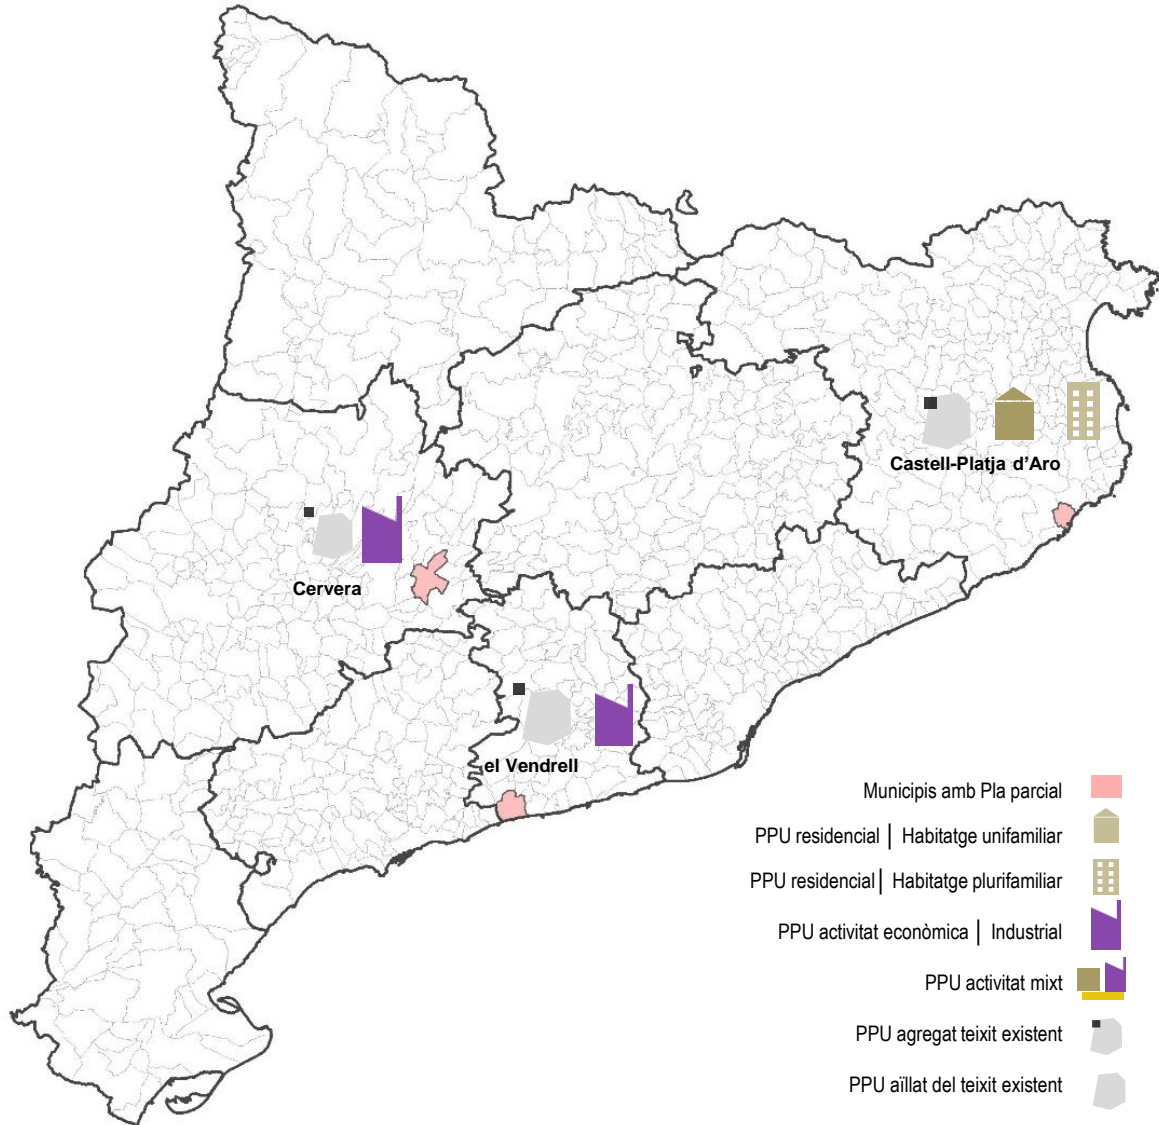 Castell-Platja d'Aro
Cervera
el Vendrell
Municipis amb Pla parcial
PPU residencial | Habitatge unifamiliar
PPU residencial | Habitatge plurifamiliar
PPU activitat econòmica | Industrial
PPU activitat mixt
PPU agregat teixit existent
PPU aïllat del teixit existent